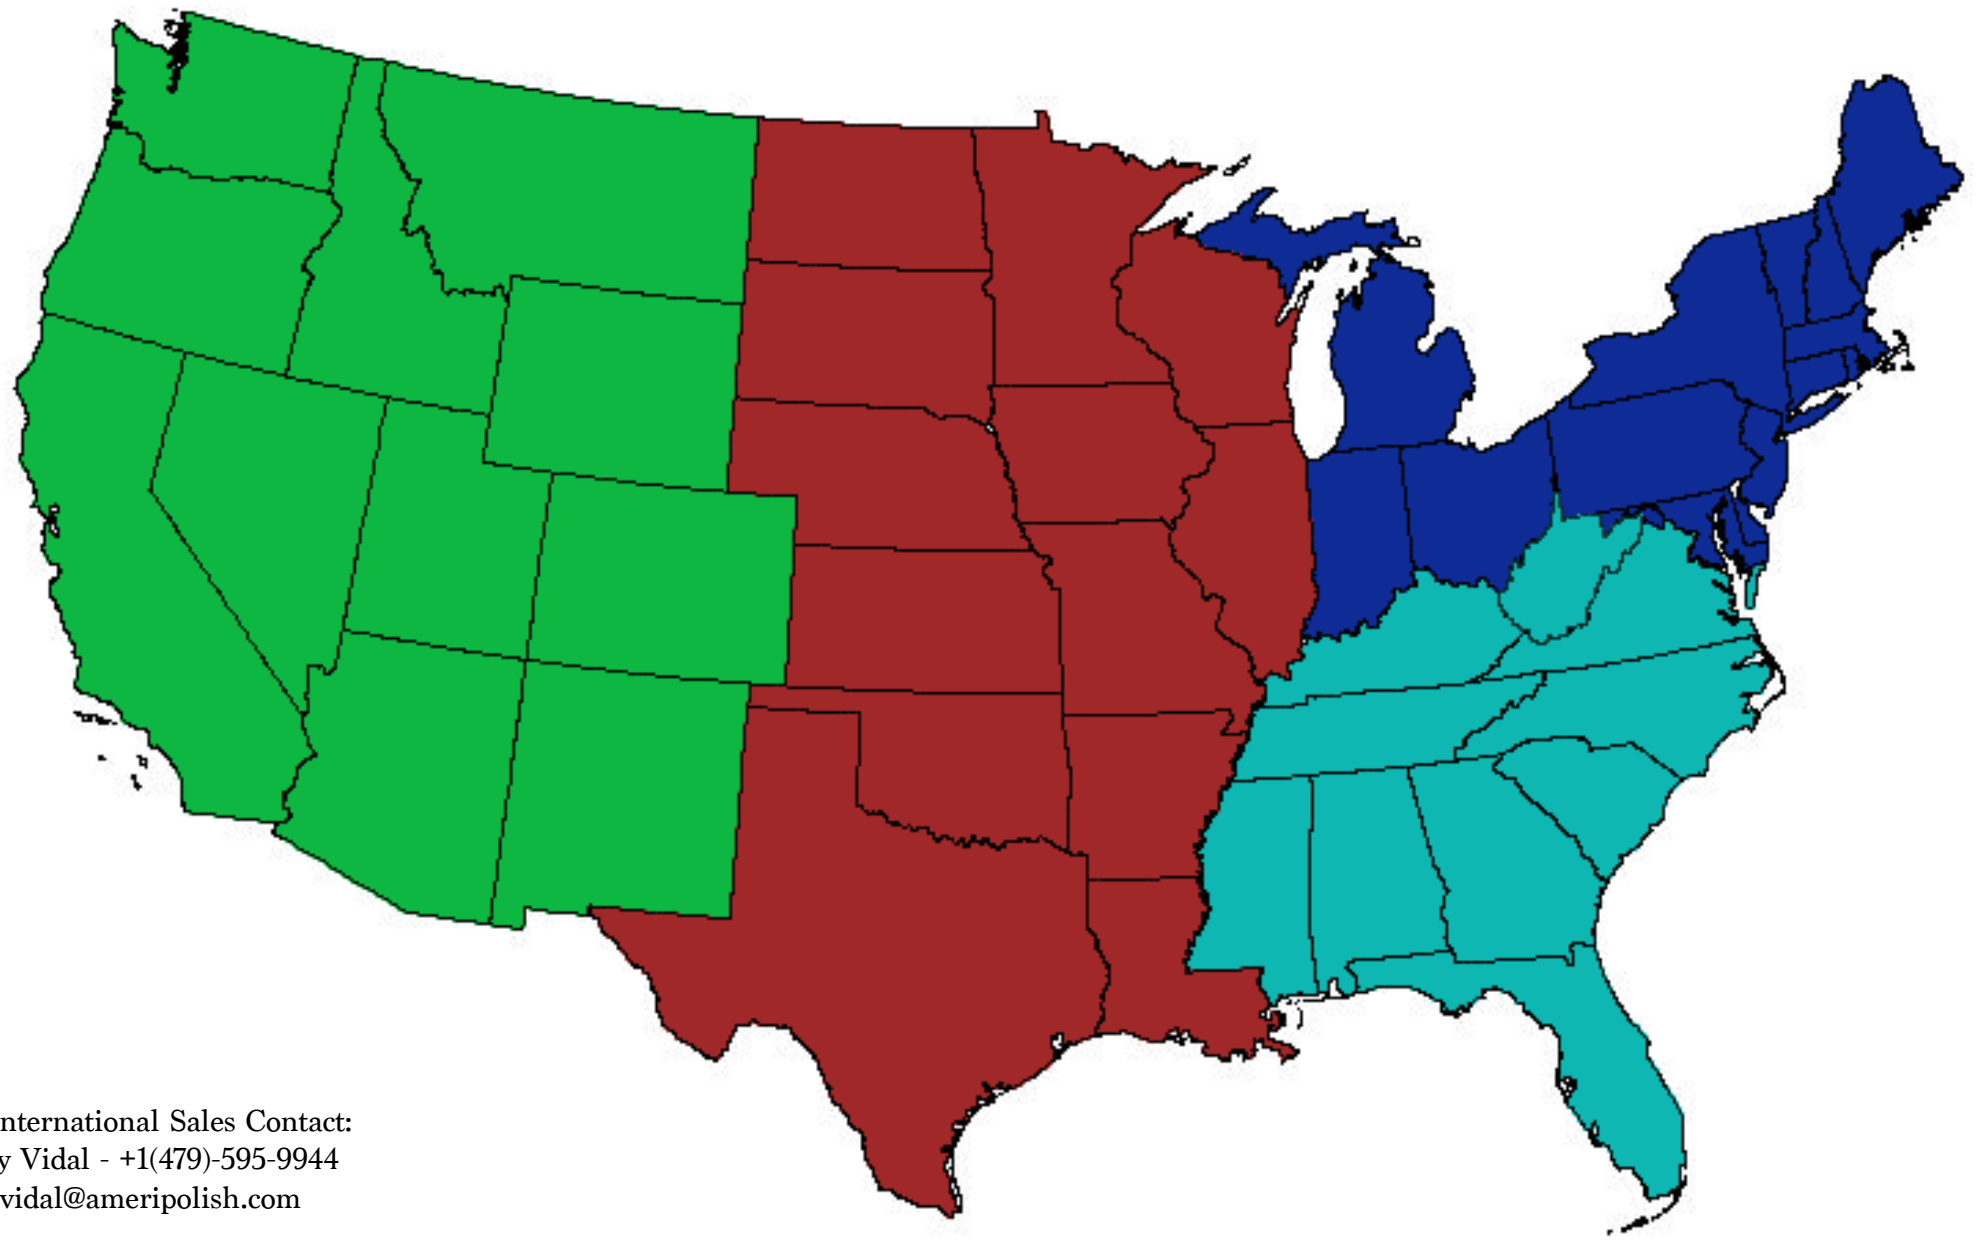 nternational Sales Contact:
y Vidal - +1(479)-595-9944
vidal@ameripolish.com